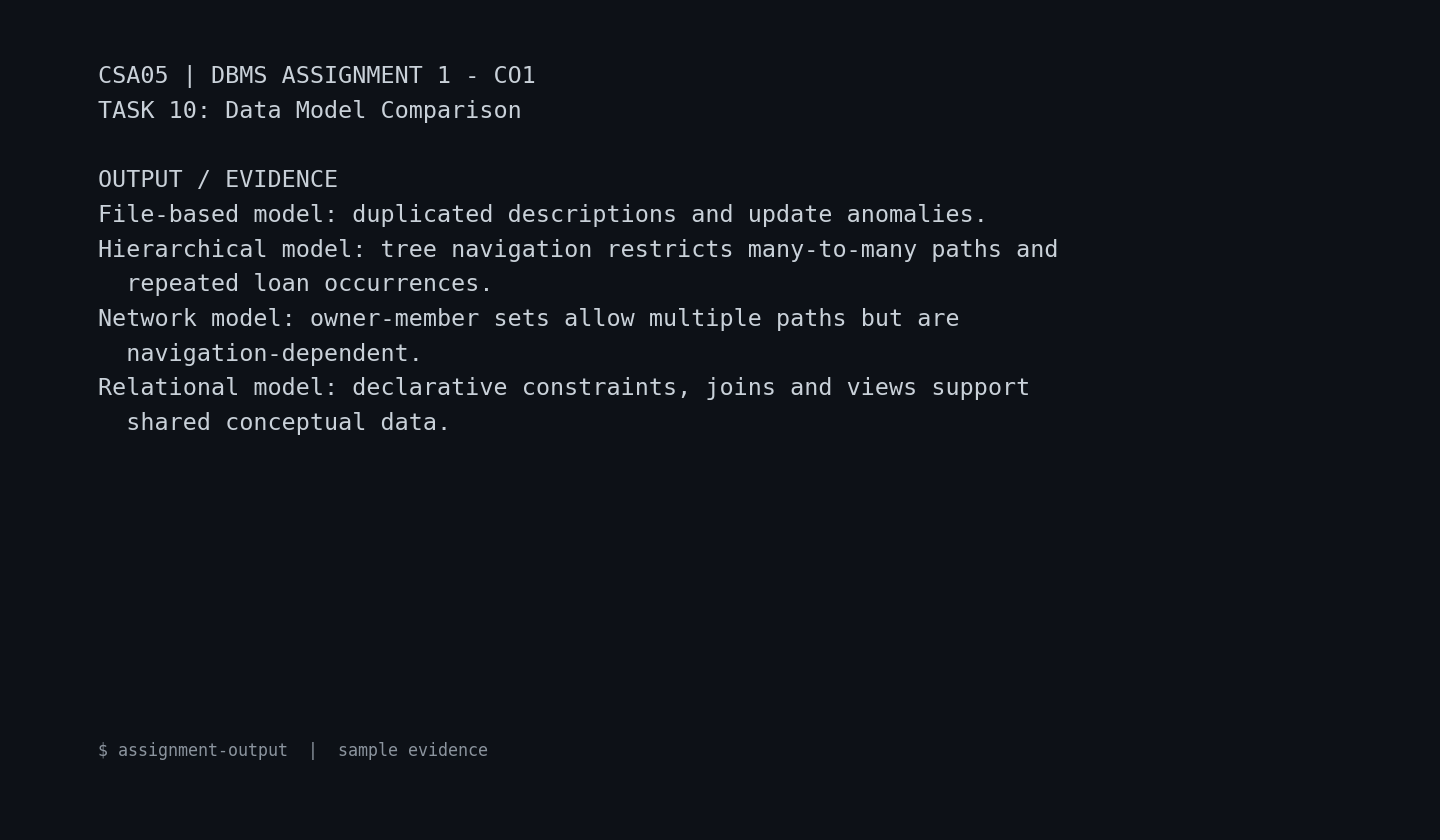 CSA05 | DBMS ASSIGNMENT 1 - CO1
TASK 10: Data Model Comparison
OUTPUT / EVIDENCE
File-based model: duplicated descriptions and update anomalies.
Hierarchical model: tree navigation restricts many-to-many paths and
repeated loan occurrences.
Network model: owner-member sets allow multiple paths but are
navigation-dependent.
Relational model: declarative constraints, joins and views support
shared conceptual data.
$ assignment-output | sample evidence